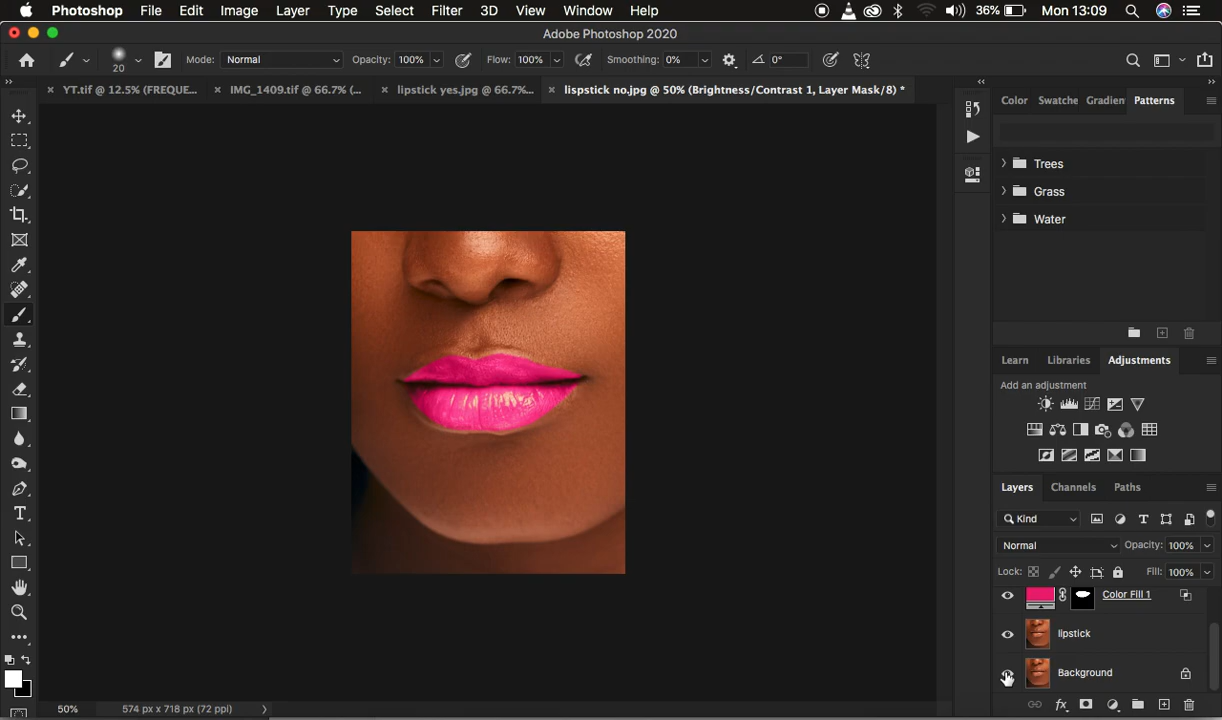 Photoshop File Edit Image Layer Type Select Filter 3D View Window Help 36% Mon 13:09
Adobe Photoshop 2020
20 Mode: Normal Opacity: 100% Flow: 100% Smoothing: 0% 0°
YT.tif @ 12.5% (FREQUE... IMG_1409.tif @ 66.7% (... lipstick yes.jpg @ 66.7%... lispstick no.jpg @ 50% (Brightness/Contrast 1, Layer Mask/8) *
Color Swatche Gradien Patterns
Trees
Grass
Water
Learn Libraries Adjustments
Add an adjustment
Layers Channels Paths
Kind
Normal Opacity: 100%
Lock: Fill: 100%
Color Fill 1
lipstick
Background
50% 574 px x 718 px (72 ppi)